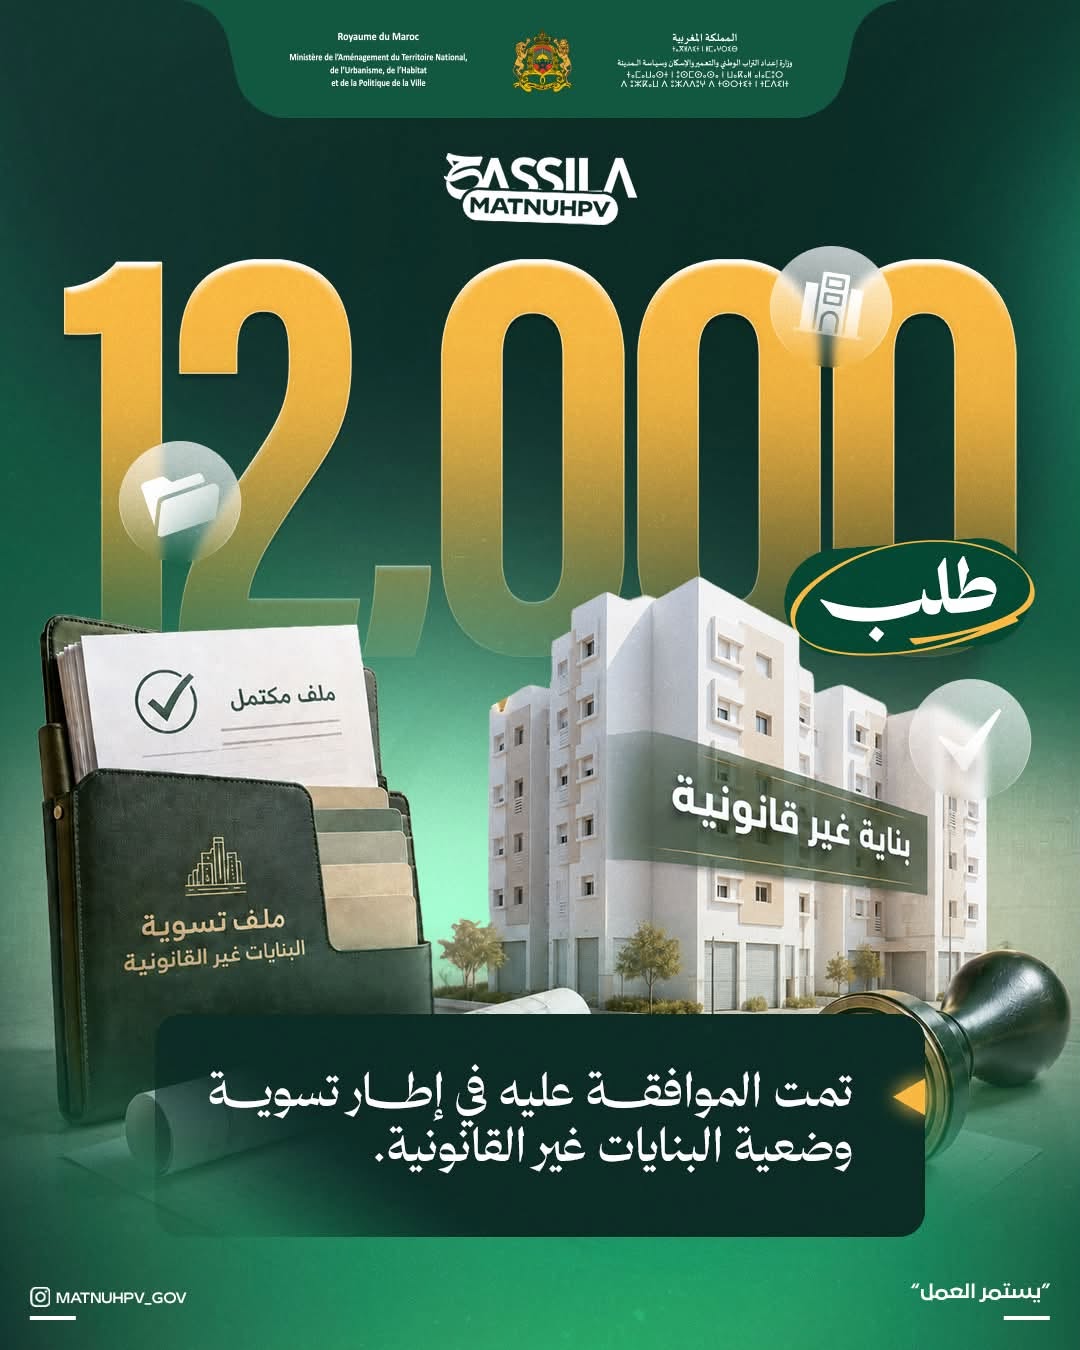 Royaume du Maroc
Ministère de l'Aménagement du Territoire National,
de l'Urbanisme, de l'Habitat
et de la Politique de la Ville
المملكة المغربية
ⵜⴰⴳⵍⴷⵉⵜ ⵏ ⵍⵎⵖⵔⵉⴱ
وزارة إعداد التراب الوطني والتعمير والإسكان وسياسة المدينة
7ASSILA
MATNUHPV
12,000
طلب
ملف مكتمل
ملف تسوية
البنايات غير القانونية
بناية غير قانونية
تمت الموافقة عليه في إطار تسوية
وضعية البنايات غير القانونية.
MATNUHPV_GOV
"يستمر العمل"